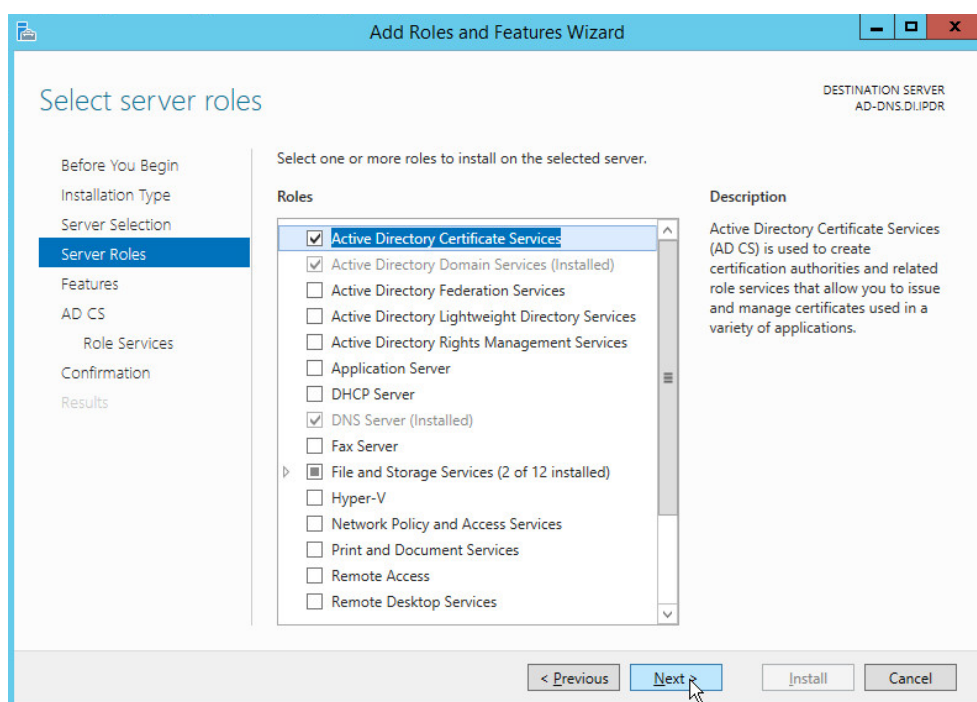 Add Roles and Features Wizard
Select server roles
DESTINATION SERVER
AD-DNS.DI.IPDR
Before You Begin
Installation Type
Server Selection
Server Roles
Features
AD CS
Role Services
Confirmation
Results
Select one or more roles to install on the selected server.
Roles
Active Directory Certificate Services
Active Directory Domain Services (Installed)
Active Directory Federation Services
Active Directory Lightweight Directory Services
Active Directory Rights Management Services
Application Server
DHCP Server
DNS Server (Installed)
Fax Server
File and Storage Services (2 of 12 installed)
Hyper-V
Network Policy and Access Services
Print and Document Services
Remote Access
Remote Desktop Services
Description
Active Directory Certificate Services
(AD CS) is used to create
certification authorities and related
role services that allow you to issue
and manage certificates used in a
variety of applications.
< Previous
Next >
Install
Cancel